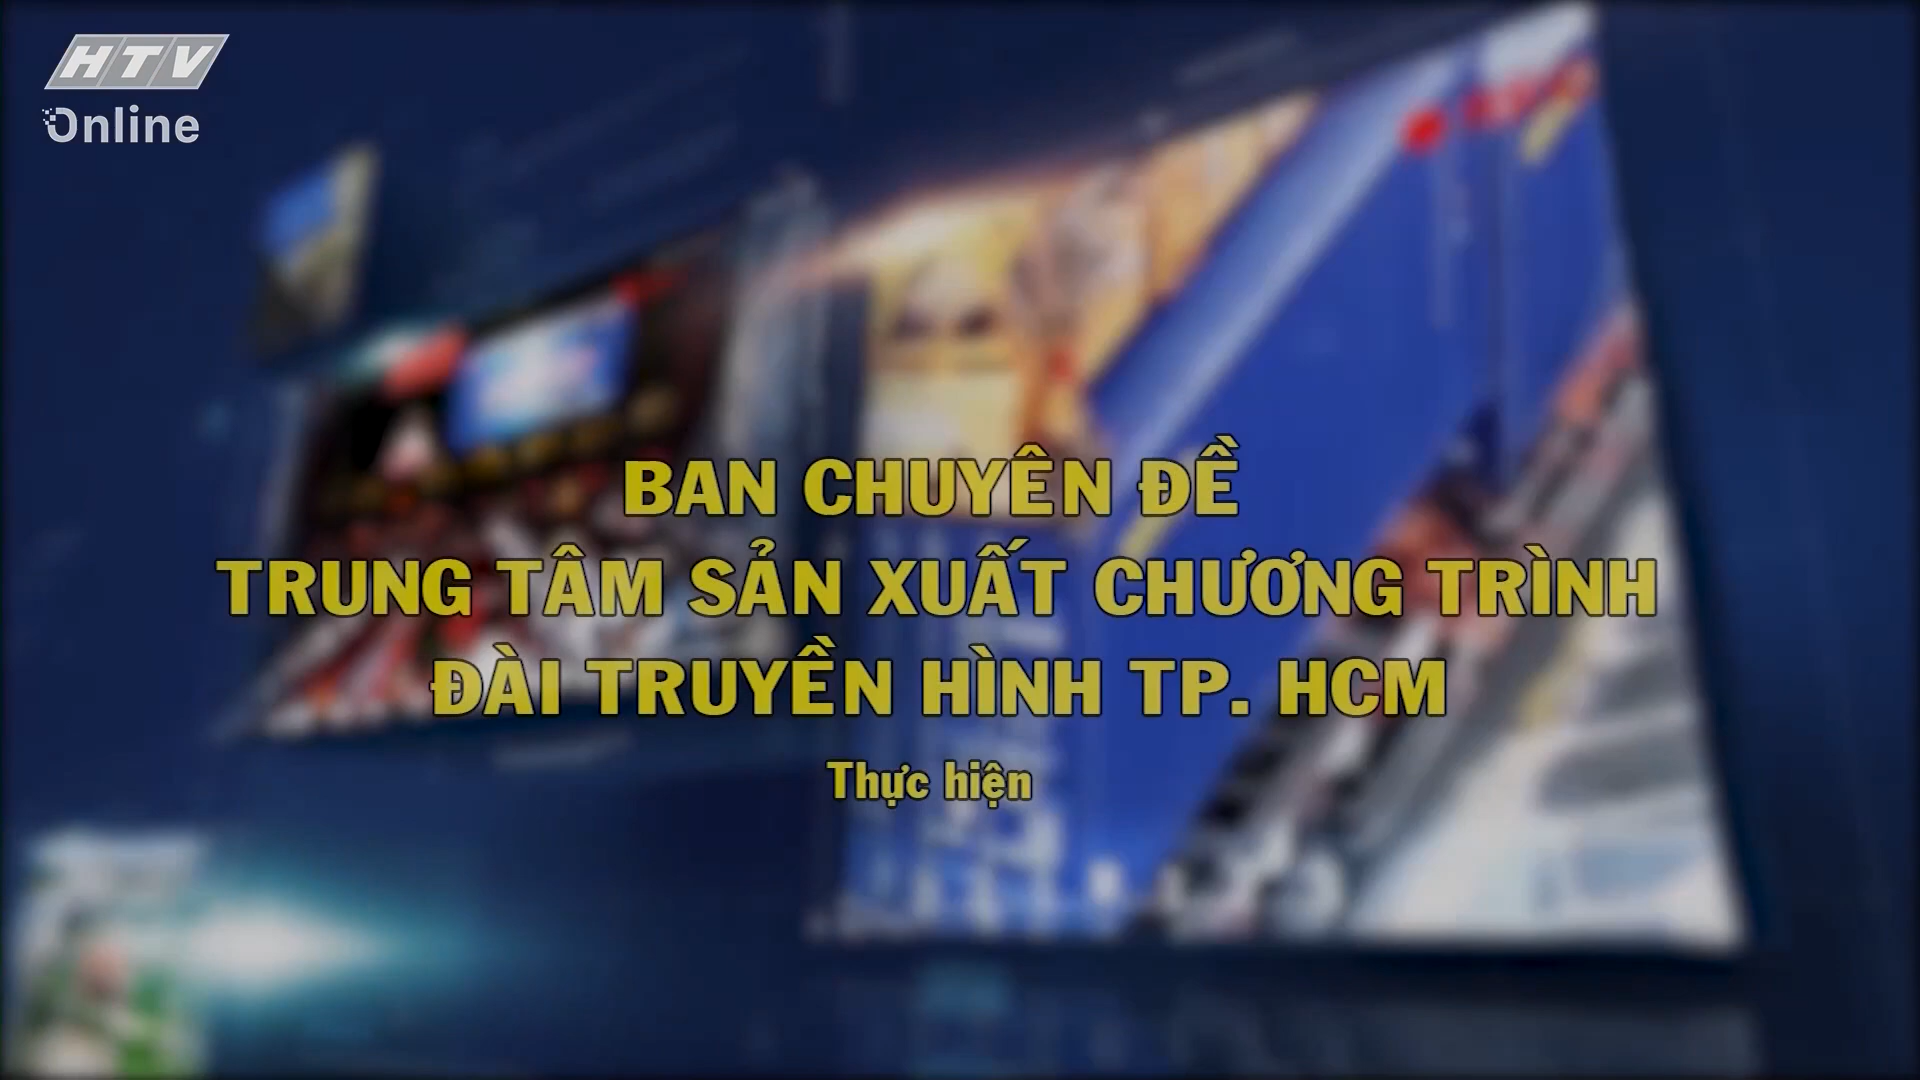 HTV
Online
BAN CHUYÊN ĐỀ
TRUNG TÂM SẢN XUẤT CHƯƠNG TRÌNH
ĐÀI TRUYỀN HÌNH TP. HCM
Thực hiện